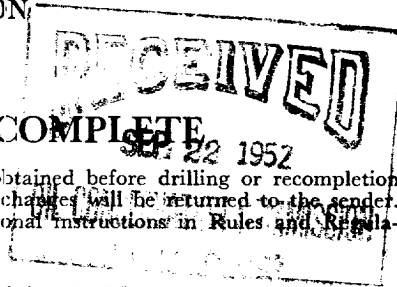 ON
RECEIVED
COMPLETE
SEP 22 1952
obtained before drilling or recompletion
changes will be returned to the sender.
onal instructions in Rules and Regula-